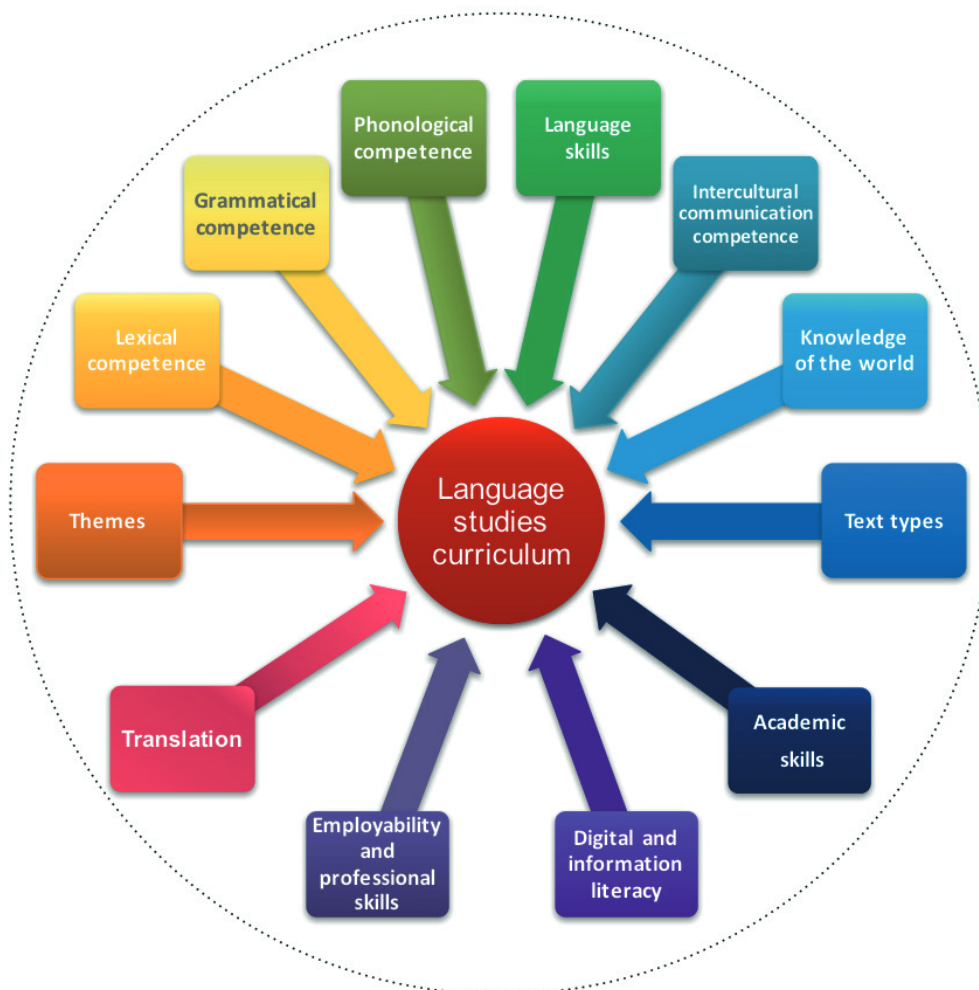 Phonological
competence
Language
skills
Grammatical
competence
Intercultural
communication
competence
Lexical
competence
Knowledge
of the world
Themes
Language
studies
curriculum
Text types
Translation
Academic
skills
Employability
and
professional
skills
Digital and
information
literacy